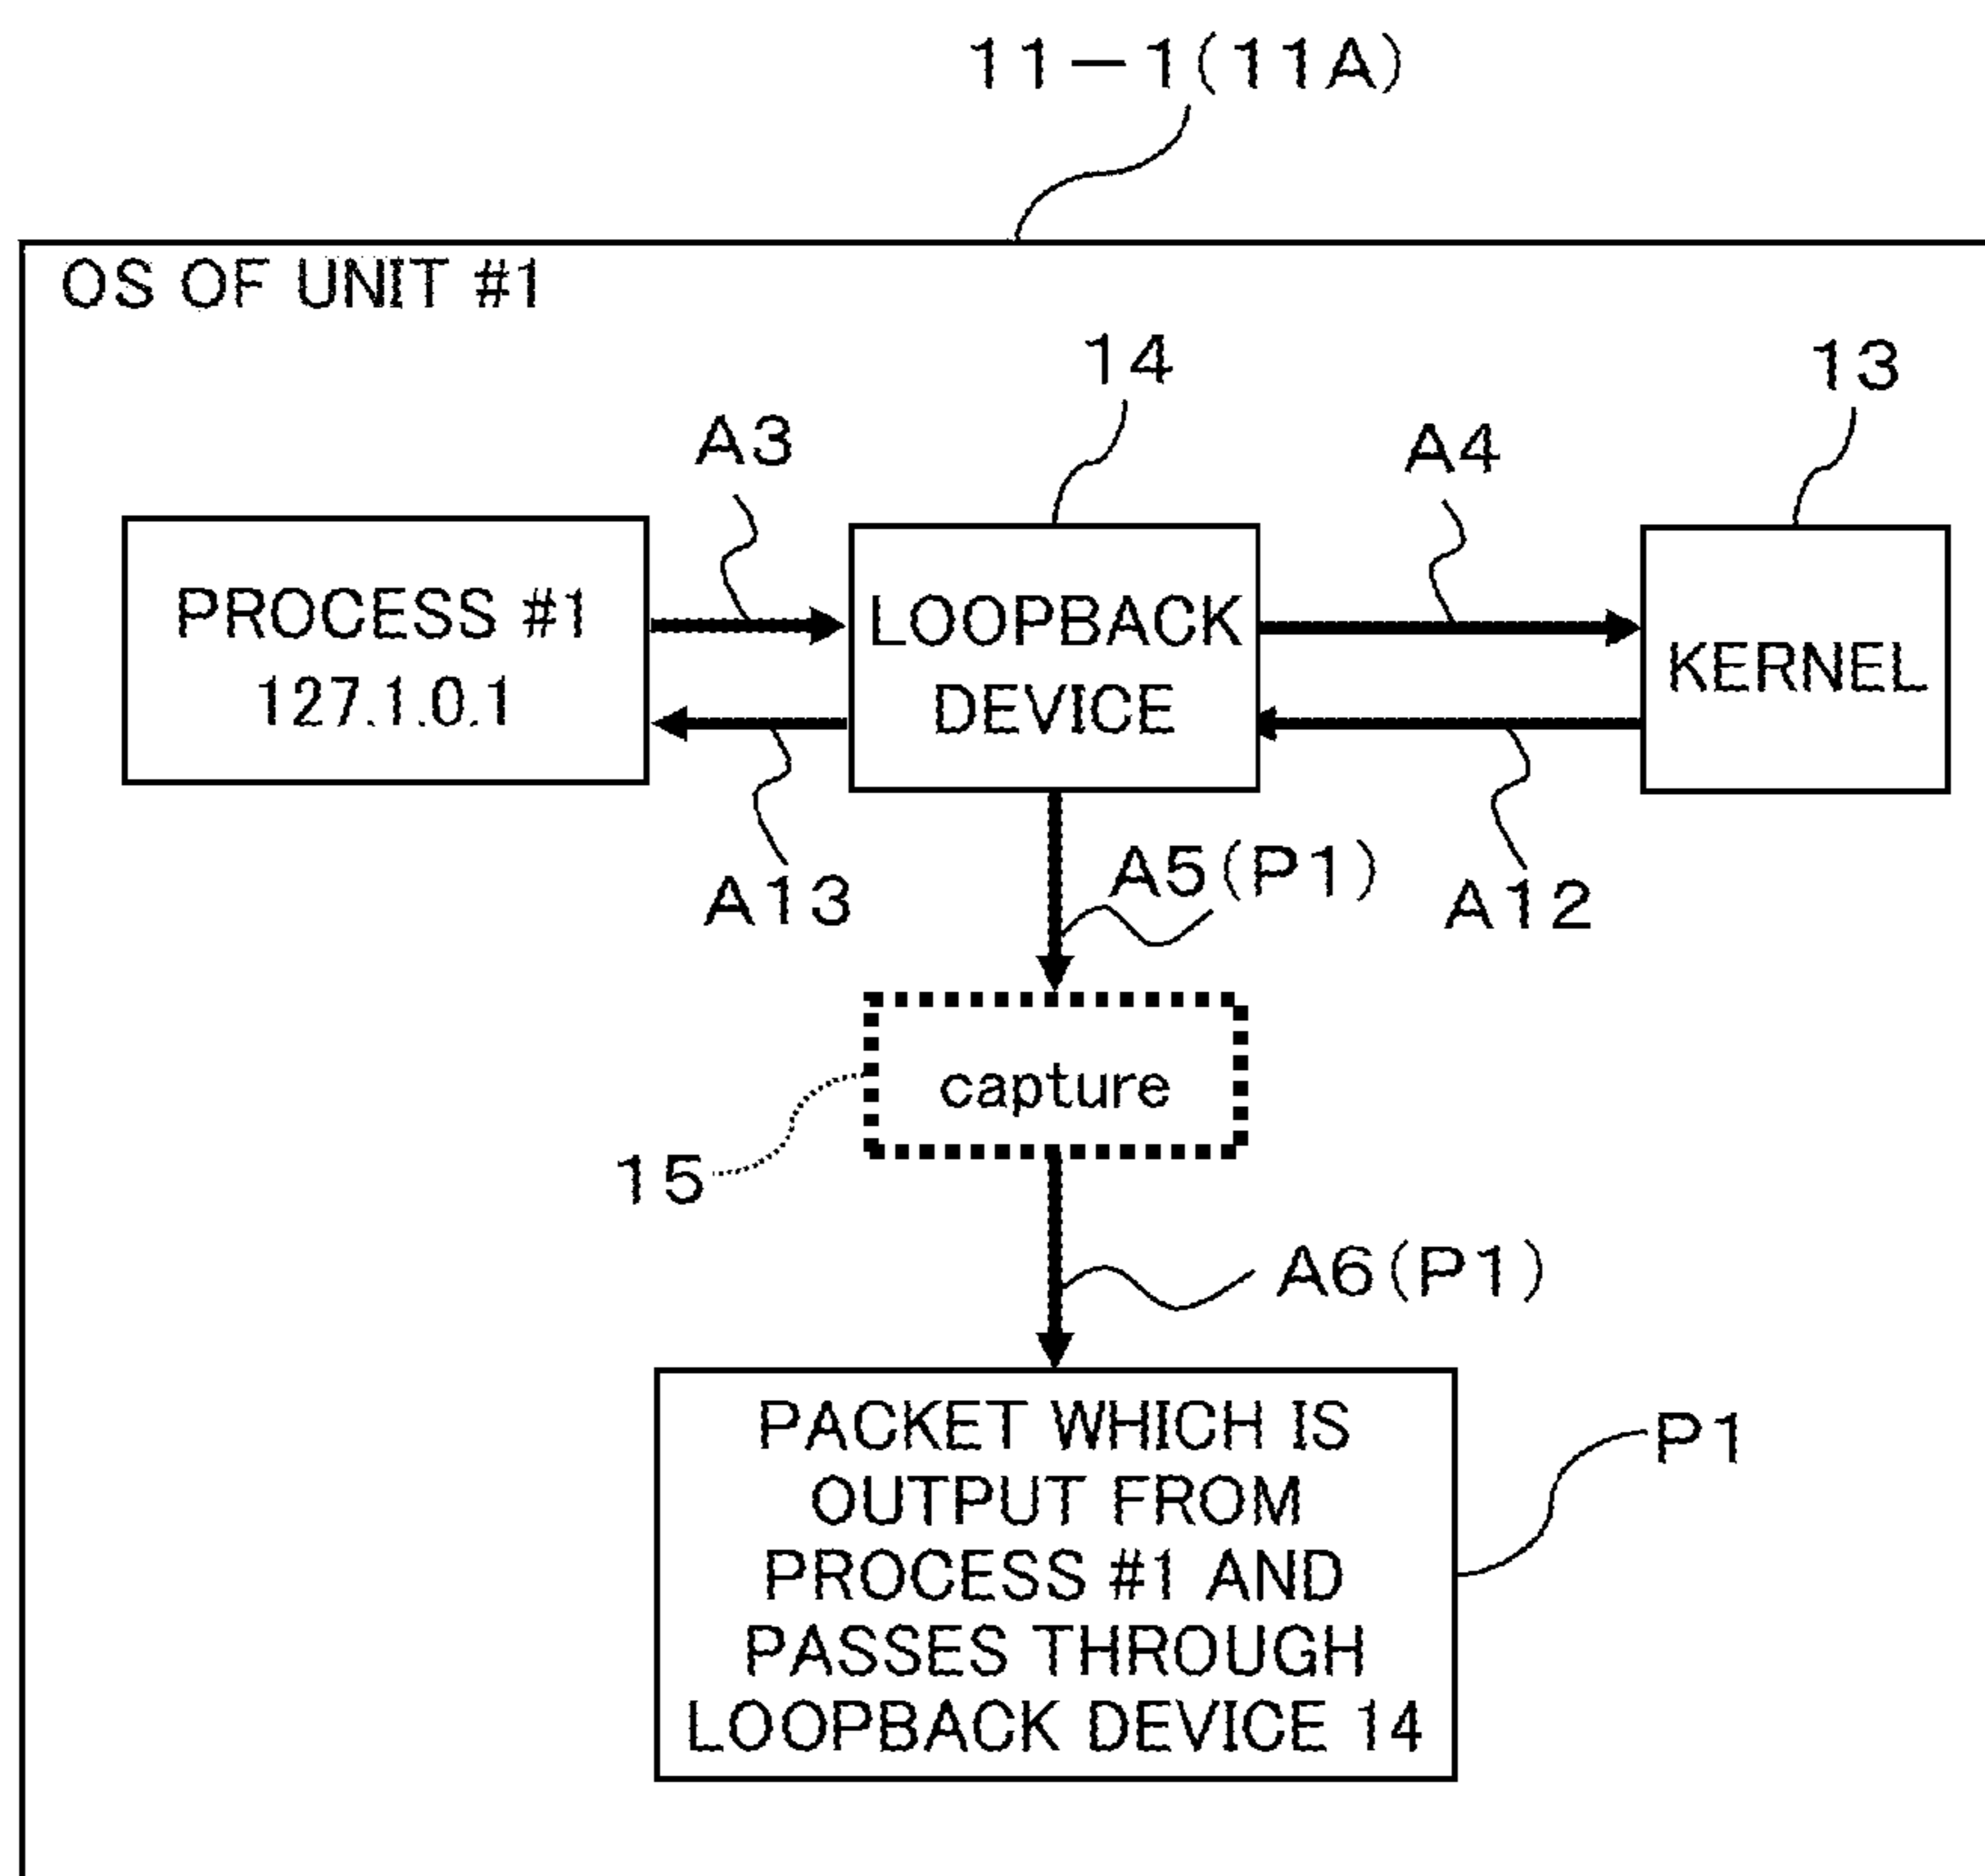 11-1(11A)
OS OF UNIT #1
14
13
A3
A4
PROCESS #1
127.1.0.1
LOOPBACK
DEVICE
KERNEL
A13
A5(P1)
A12
capture
15
A6(P1)
PACKET WHICH IS
OUTPUT FROM
PROCESS #1 AND
PASSES THROUGH
LOOPBACK DEVICE 14
P1